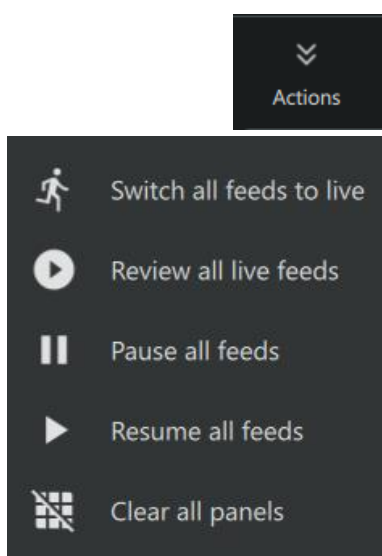 Actions
Switch all feeds to live
Review all live feeds
Pause all feeds
Resume all feeds
Clear all panels